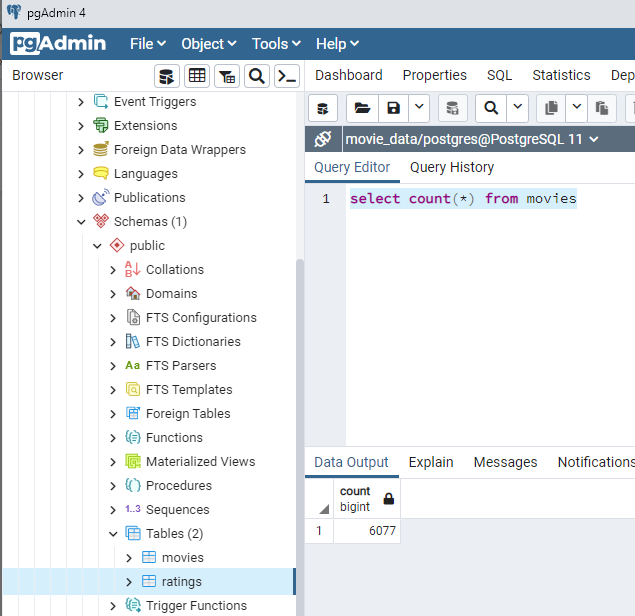 pgAdmin 4
pgAdmin File Object Tools Help
Browser
Dashboard Properties SQL Statistics Dep
movie_data/postgres@PostgreSQL 11
Query Editor Query History
1 select count(*) from movies
Event Triggers
Extensions
Foreign Data Wrappers
Languages
Publications
Schemas (1)
public
Collations
Domains
FTS Configurations
FTS Dictionaries
Aa FTS Parsers
FTS Templates
Foreign Tables
Functions
Materialized Views
Procedures
1..3 Sequences
Tables (2)
movies
ratings
Trigger Functions
Data Output Explain Messages Notifications
count
bigint
1 6077